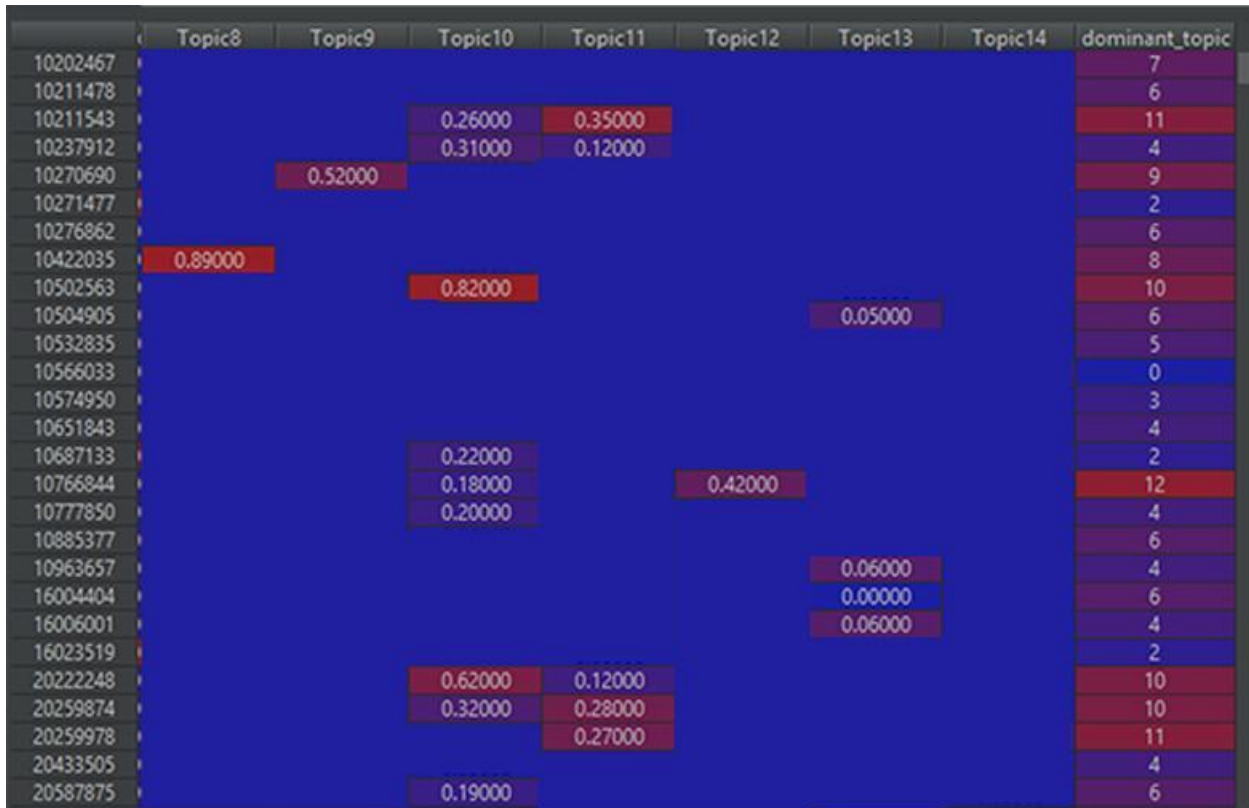 Topic8 Topic9 Topic10 Topic11 Topic12 Topic13 Topic14 dominant_topic
10202467 7
10211478 6
10211543 0.26000 0.35000 11
10237912 0.31000 0.12000 4
10270690 0.52000 9
10271477 2
10276862 6
10422035 0.89000 8
10502563 0.82000 10
10504905 0.05000 6
10532835 5
10566033 0
10574950 3
10651843 4
10687133 0.22000 2
10766844 0.18000 0.42000 12
10777850 0.20000 4
10885377 6
10963657 0.06000 4
16004404 0.00000 6
16006001 0.06000 4
16023519 2
20222248 0.62000 0.12000 10
20259874 0.32000 0.28000 10
20259978 0.27000 11
20433505 4
20587875 0.19000 6